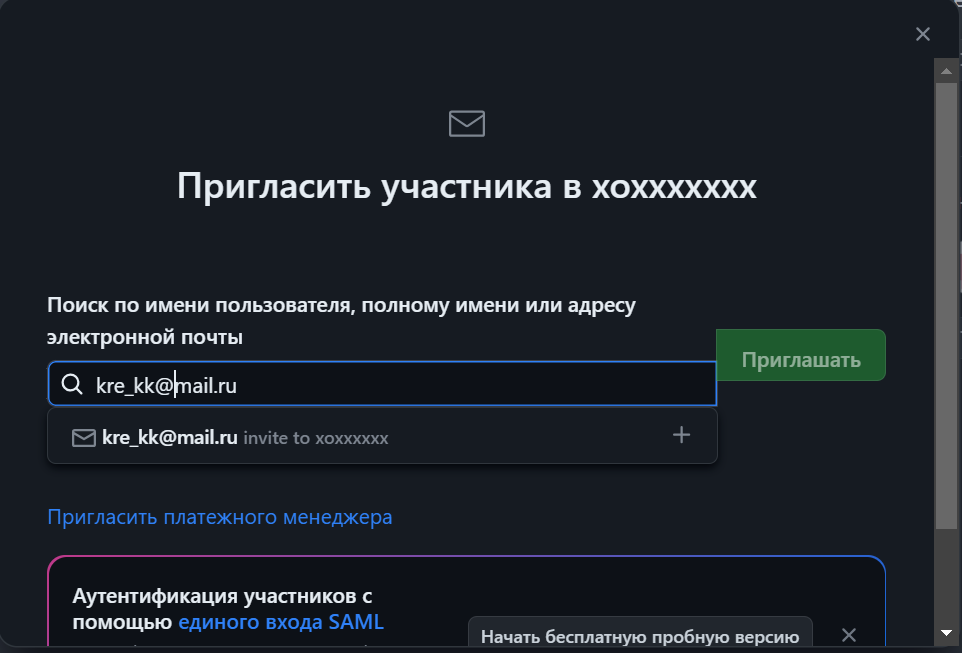 Пригласить участника в xoxxxxxxx
Поиск по имени пользователя, полному имени или адресу
электронной почты
kre_kk@mail.ru
Приглашать
kre_kk@mail.ru invite to xoxxxxxxx
Пригласить платежного менеджера
Аутентификация участников с
помощью единого входа SAML
Начать бесплатную пробную версию